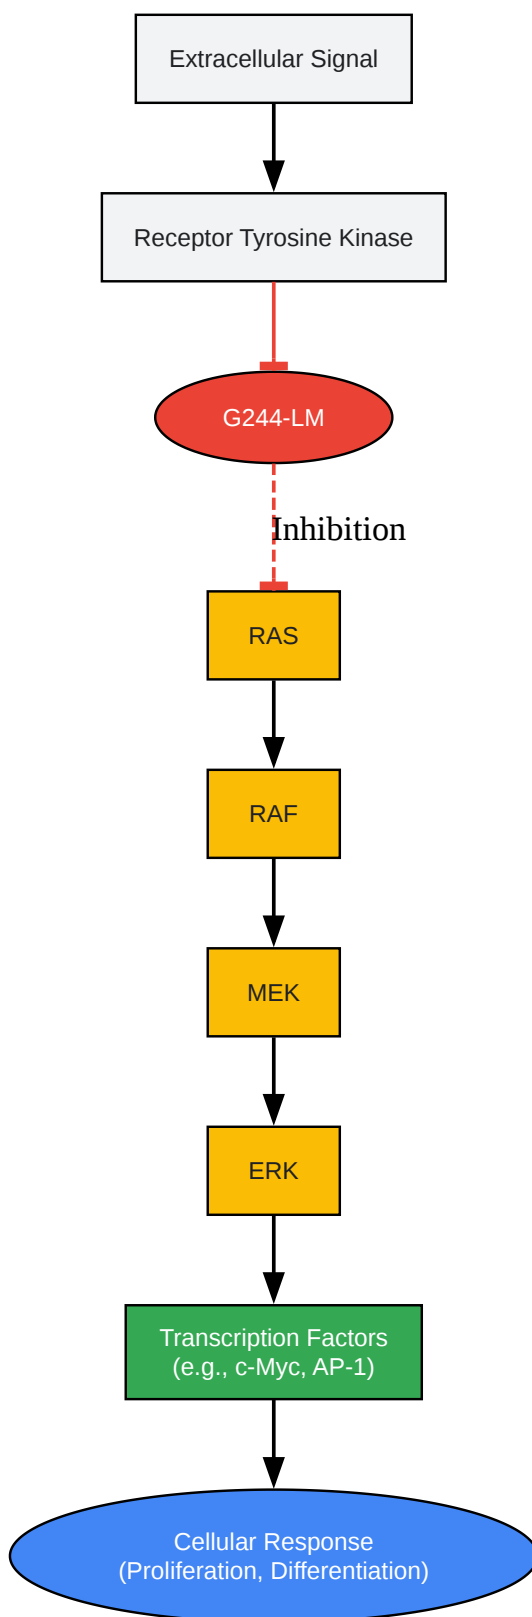 Extracellular Signal
Receptor Tyrosine Kinase
G244-LM
Inhibition
RAS
RAF
MEK
ERK
Transcription Factors
(e.g., c-Myc, AP-1)
Cellular Response
(Proliferation, Differentiation)